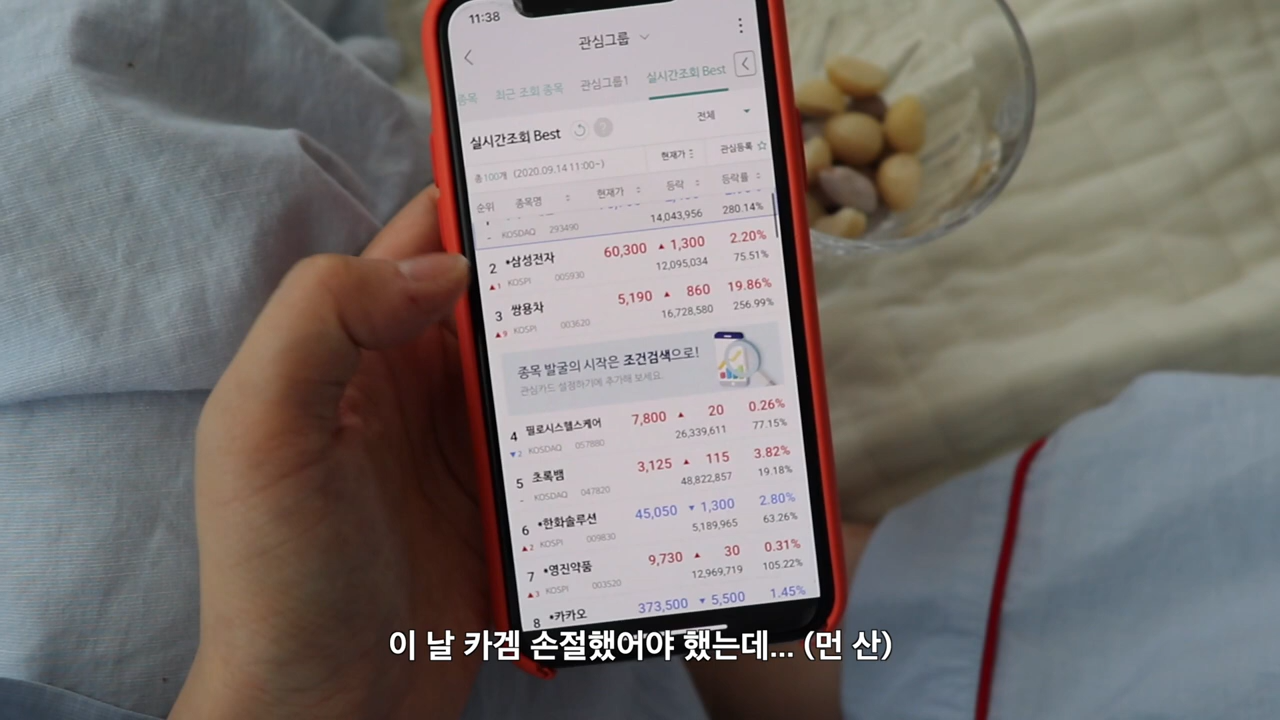 11:38
관심그룹
종목 최근 조회 종목 관심그룹1 실시간조회 Best
실시간조회 Best ? 전체
총100개 (2020.09.14 11:00~) 현재가 관심등록
순위 종목명 현재가 등락 등락률
- KOSDAQ 293490 14,043,956 280.14%
2 *삼성전자 60,300 ▲ 1,300 2.20%
▲1 KOSPI 005930 12,095,034 75.51%
3 쌍용차 5,190 ▲ 860 19.86%
▲9 KOSPI 003620 16,728,580 256.99%
종목 발굴의 시작은 조건검색으로!
관심카드 설정하기에 추가해 보세요
4 필로시스헬스케어 7,800 ▲ 20 0.26%
▼2 KOSDAQ 057880 26,339,611 77.15%
5 초록뱀 3,125 ▲ 115 3.82%
- KOSDAQ 047820 48,822,857 19.18%
6 *한화솔루션 45,050 ▼ 1,300 2.80%
▲2 KOSPI 009830 5,189,965 63.26%
7 *영진약품 9,730 ▲ 30 0.31%
▲3 KOSPI 003520 12,969,719 105.22%
8 *카카오 373,500 ▼ 5,500 1.45%
이 날 카겜 손절했어야 했는데... (먼 산)